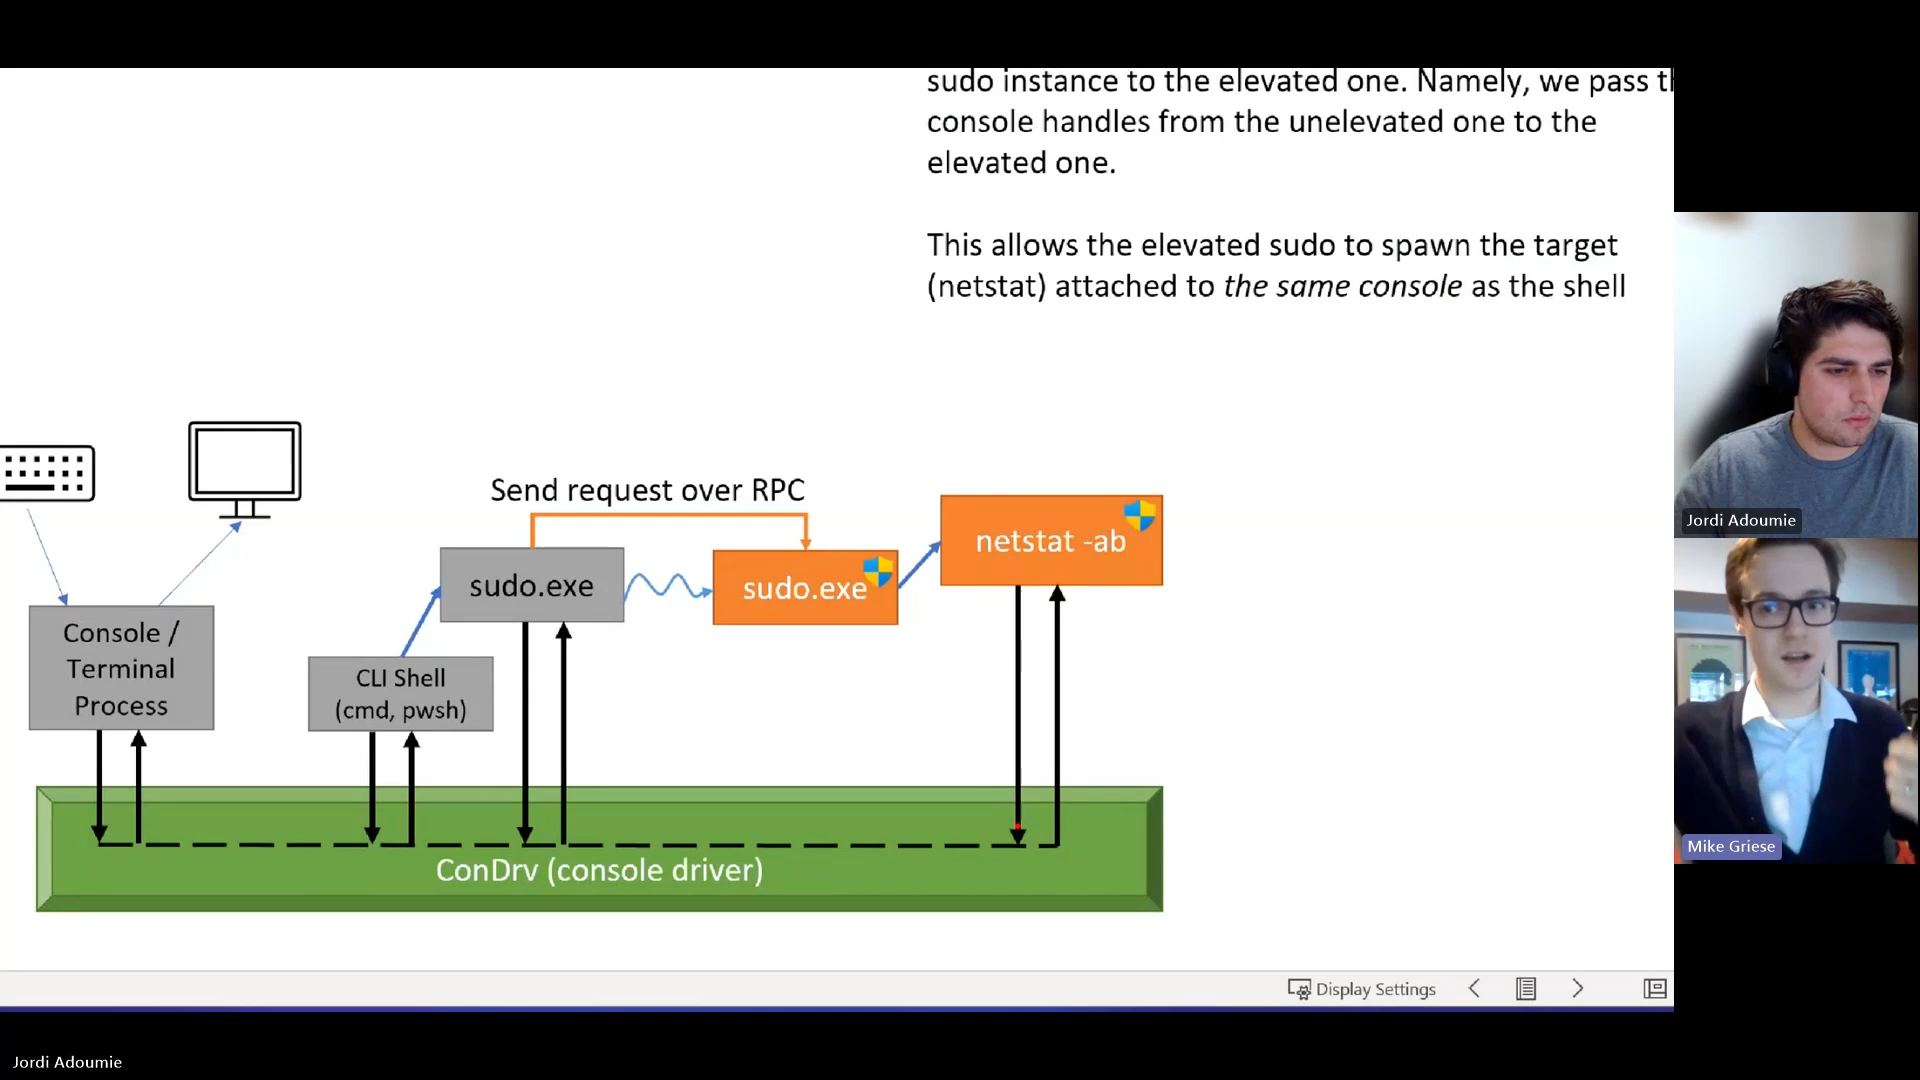 sudo instance to the elevated one. Namely, we pass
console handles from the unelevated one to the
elevated one.
This allows the elevated sudo to spawn the target
(netstat) attached to the same console as the shell
Send request over RPC
netstat -ab
sudo.exe
sudo.exe
Console /
Terminal
Process
CLI Shell
(cmd, pwsh)
ConDrv (console driver)
Display Settings
Jordi Adoumie
Mike Griese
Jordi Adoumie